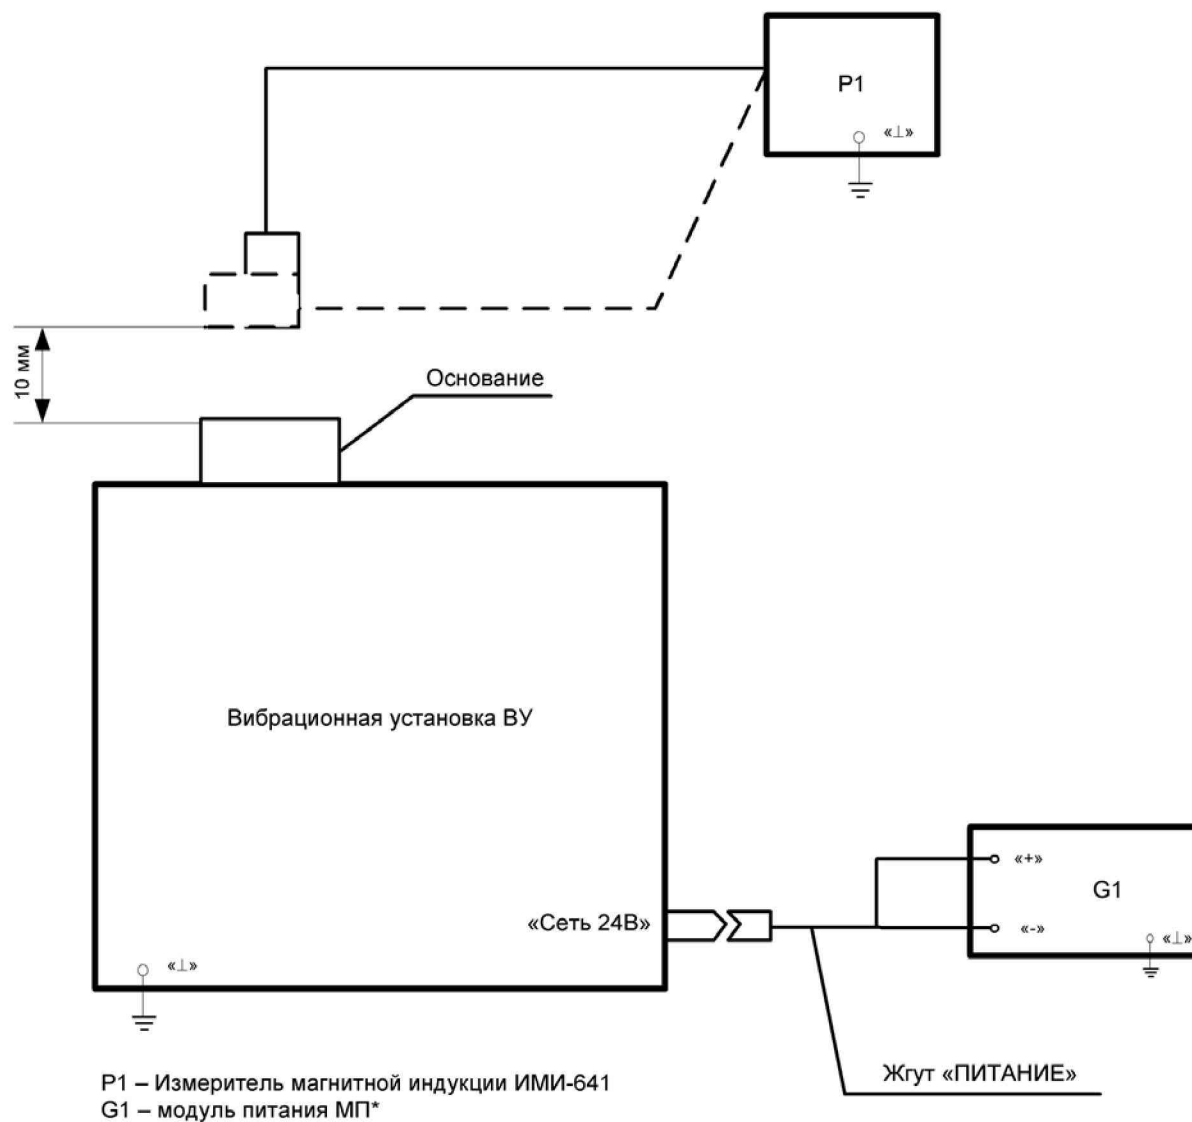 P1
«⊥»
10 мм
Основание
Вибрационная установка ВУ
«+»
G1
«Сеть 24В»
«-»
«⊥»
«⊥»
Жгут «ПИТАНИЕ»
P1 – Измеритель магнитной индукции ИМИ-641
G1 – модуль питания МП*